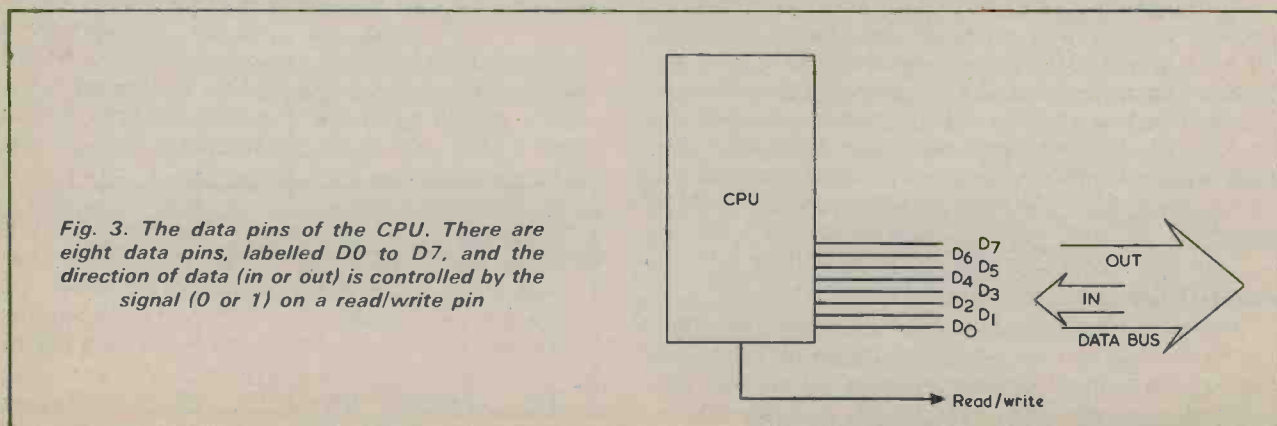 Fig. 3. The data pins of the CPU. There are
eight data pins, labelled D0 to D7, and the
direction of data (in or out) is controlled by the
signal (0 or 1) on a read/write pin
CPU
D7
D6
D5
D4
D3
D2
D1
D0
OUT
IN
DATA BUS
Read/write